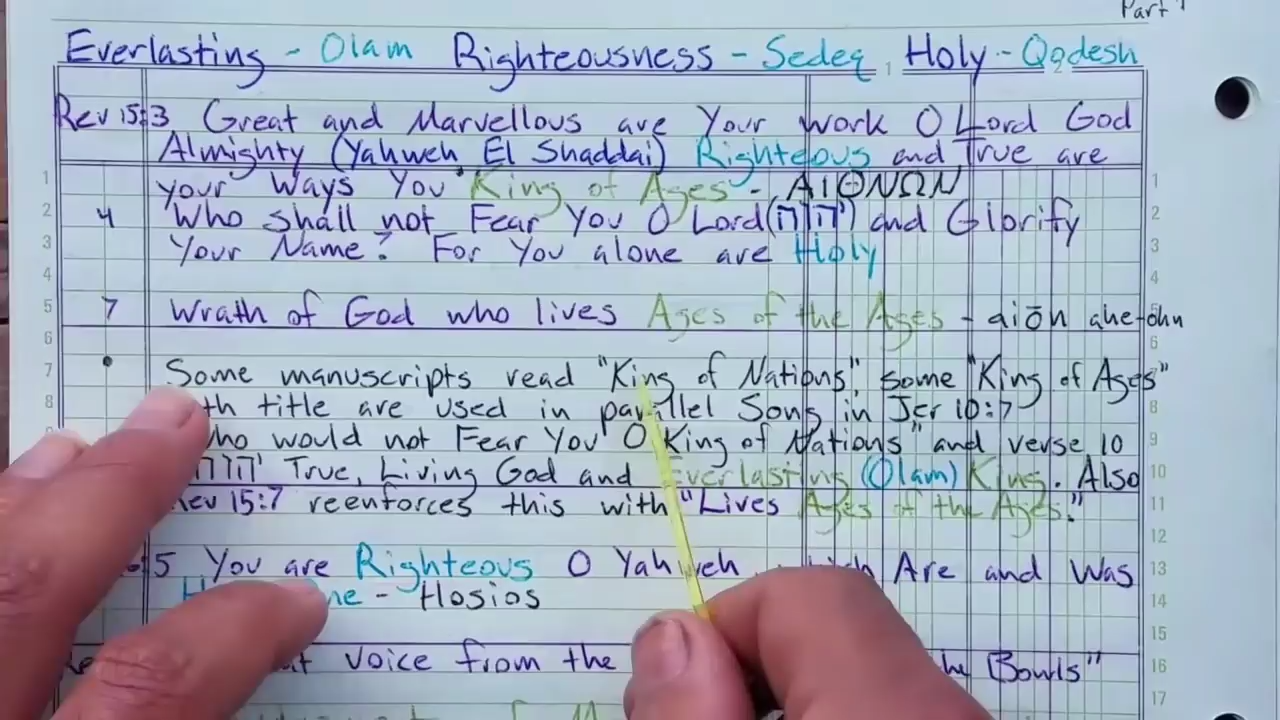 Part 1
Everlasting - Olam Righteousness - Sedeq Holy - Qodesh
Rev 15:3 Great and Marvellous are Your work O Lord God
Almighty (Yahweh El Shaddai) Righteous and True are
your Ways You King of Ages - ΑΙΘΝΩΝ
4 Who shall not Fear You O Lord (יהוה) and Glorify
Your Name? For You alone are Holy
7 Wrath of God who lives Ages of the Ages - aiōn ahe-ohn
• Some manuscripts read "King of Nations", some "King of Ages"
title are used in parallel Song in Jer 10:7
who would not Fear You O King of Nations" and verse 10
יהוה True, Living God and Everlasting (Olam) King. Also
Rev 15:7 reenforces this with "Lives Ages of the Ages."
5 You are Righteous O Yahweh, which Are and Was
One - Hosios
voice from the the Bowls"